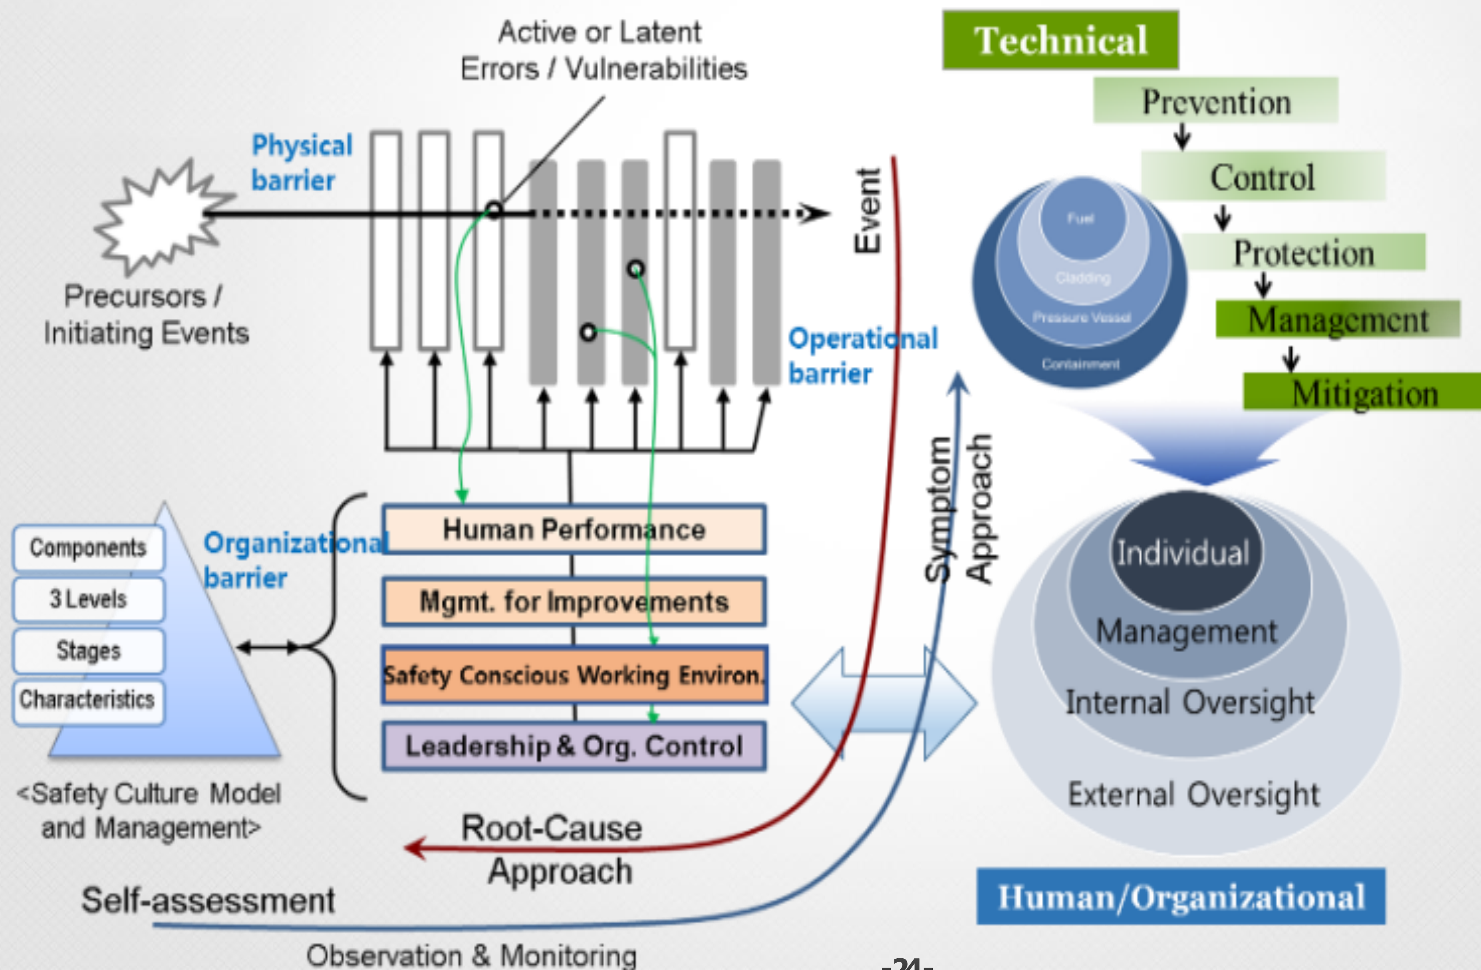 Active or Latent
Errors / Vulnerabilities
Physical
barrier
Precursors /
Initiating Events
Event
Operational
barrier
Technical
Prevention
Control
Protection
Management
Mitigation
Fuel
Cladding
Pressure Vessel
Containment
Symptom
Approach
Components
3 Levels
Stages
Characteristics
Organizational
barrier
<Safety Culture Model
and Management>
Human Performance
Mgmt. for Improvements
Safety Conscious Working Environ.
Leadership & Org. Control
Individual
Management
Internal Oversight
External Oversight
Human/Organizational
Root-Cause
Approach
Self-assessment
Observation & Monitoring
-24-